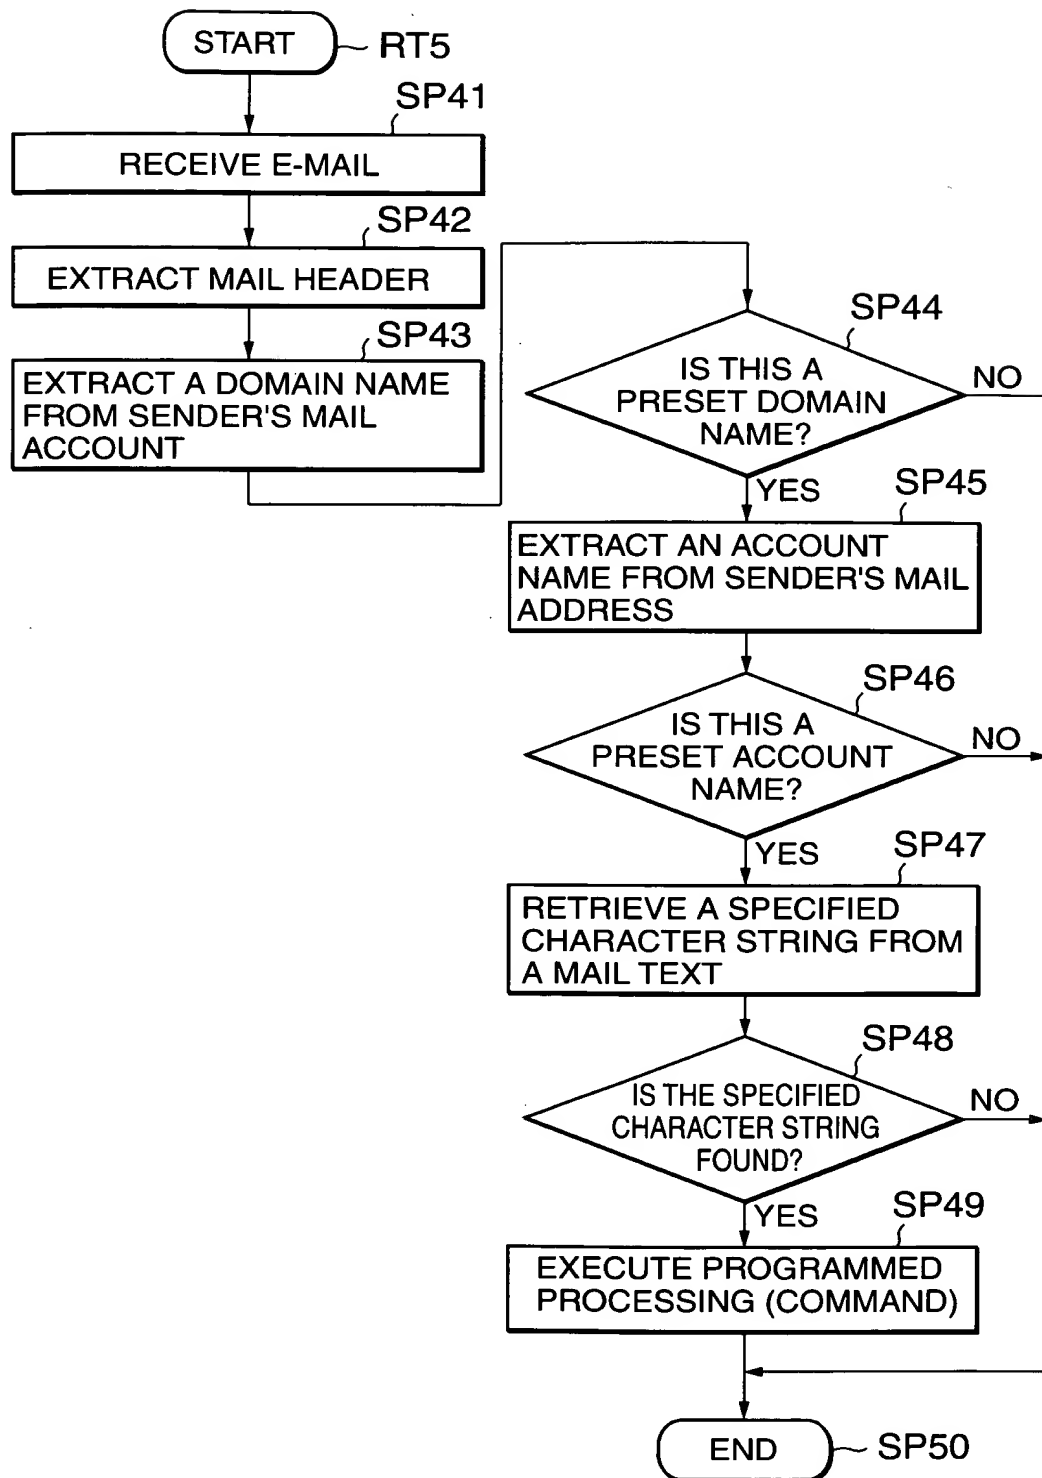 START
RT5
SP41
RECEIVE E-MAIL
SP42
EXTRACT MAIL HEADER
SP43
EXTRACT A DOMAIN NAME
FROM SENDER'S MAIL
ACCOUNT
SP44
IS THIS A
PRESET DOMAIN
NAME?
NO
YES
SP45
EXTRACT AN ACCOUNT
NAME FROM SENDER'S MAIL
ADDRESS
SP46
IS THIS A
PRESET ACCOUNT
NAME?
NO
YES
SP47
RETRIEVE A SPECIFIED
CHARACTER STRING FROM
A MAIL TEXT
SP48
IS THE SPECIFIED
CHARACTER STRING
FOUND?
NO
YES
SP49
EXECUTE PROGRAMMED
PROCESSING (COMMAND)
END
SP50